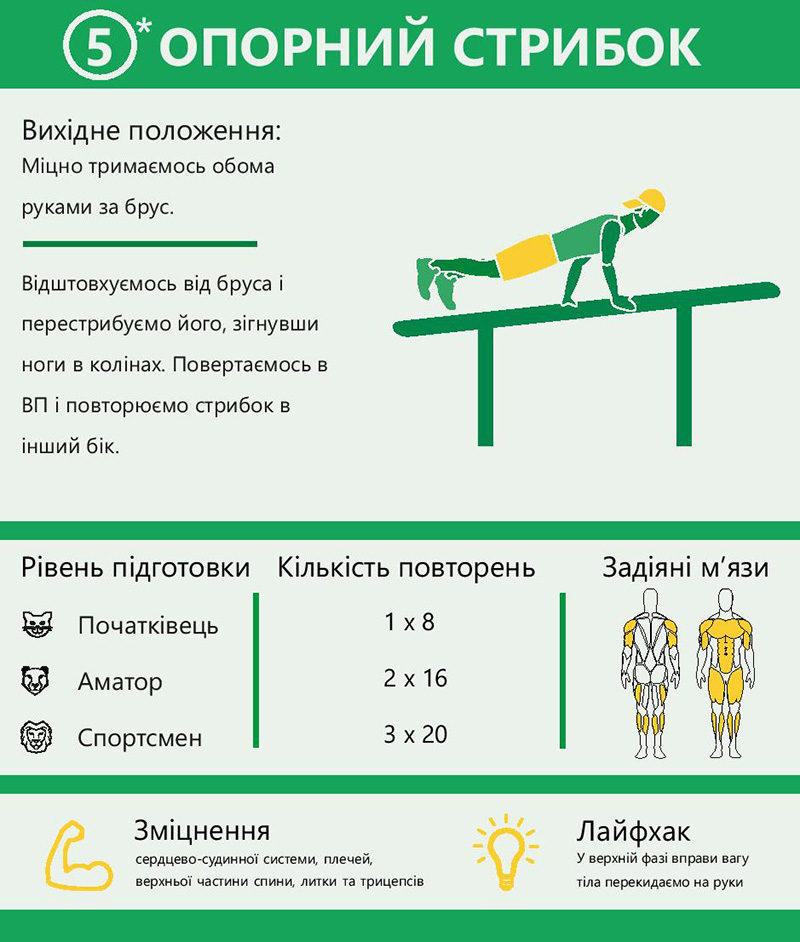 5* ОПОРНИЙ СТРИБОК
Вихідне положення:
Міцно тримаємось обома
руками за брус.
Відштовхуємось від бруса і
перестрибуємо його, зігнувши
ноги в колінах. Повертаємось в
ВП і повторюємо стрибок в
інший бік.
Рівень підготовки
Кількість повторень
Задіяні м’язи
Початківець
1 x 8
Аматор
2 x 16
Спортсмен
3 x 20
Зміцнення
сердцево-судинної системи, плечей,
верхньої частини спини, литки та трицепсів
Лайфхак
У верхній фазі вправи вагу
тіла перекидаємо на руки